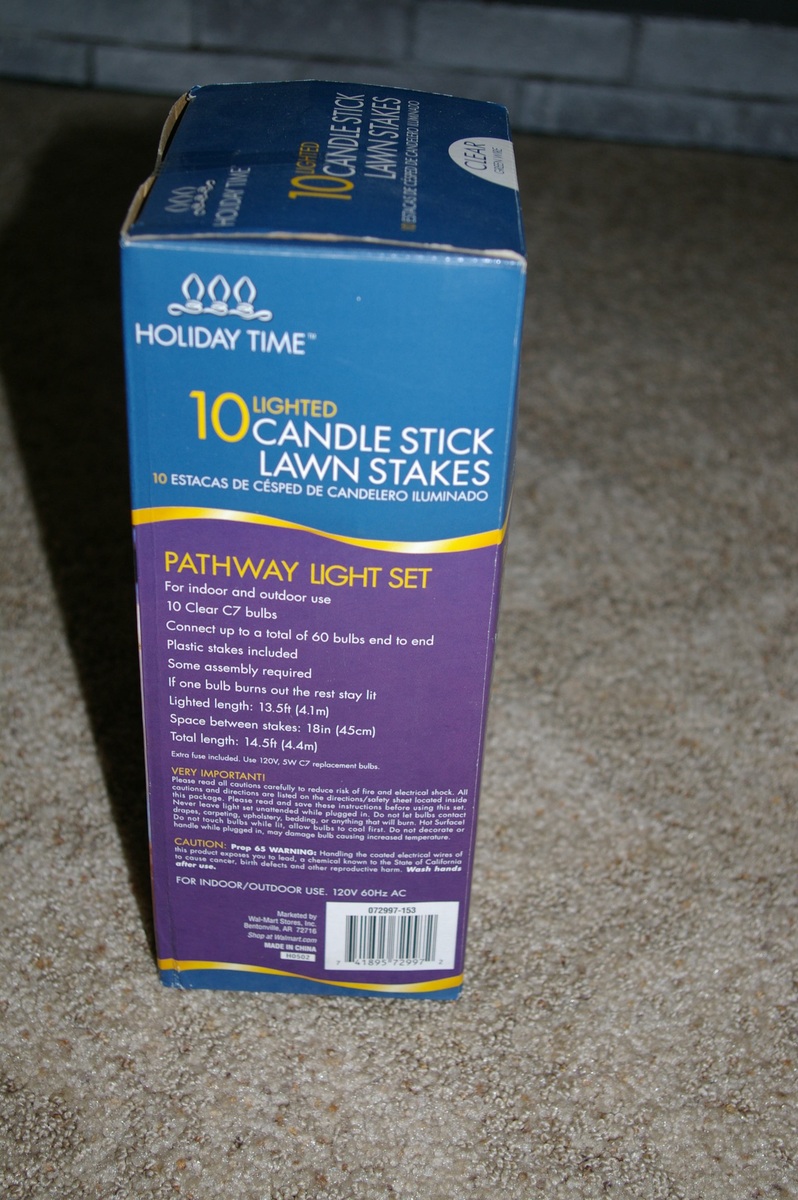 10 LIGHTED
CANDLE STICK
LAWN STAKES
10 ESTACAS DE CÉSPED DE CANDELERO ILUMINADO
HOLIDAY TIME
CLEAR
GREEN WIRE
HOLIDAY TIME™
10 LIGHTED
CANDLE STICK
LAWN STAKES
10 ESTACAS DE CÉSPED DE CANDELERO ILUMINADO
PATHWAY LIGHT SET
For indoor and outdoor use
10 Clear C7 bulbs
Connect up to a total of 60 bulbs end to end
Plastic stakes included
Some assembly required
If one bulb burns out the rest stay lit
Lighted length: 13.5ft (4.1m)
Space between stakes: 18in (45cm)
Total length: 14.5ft (4.4m)
Extra fuse included. Use 120V, 5W C7 replacement bulbs.
VERY IMPORTANT!
Please read all cautions carefully to reduce risk of fire and electrical shock. All
cautions and directions are listed on the directions/safety sheet located inside
this package. Please read and save these instructions before using this set.
Never leave light set unattended while plugged in. Do not let bulbs contact
drapes, carpeting, upholstery, bedding, or anything that will burn. Hot Surface!
Do not touch bulbs while lit, allow bulbs to cool first. Do not decorate or
handle while plugged in, may damage bulb causing increased temperature.
CAUTION: Prop 65 WARNING: Handling the coated electrical wires of
this product exposes you to lead, a chemical known to the State of California
to cause cancer, birth defects and other reproductive harm. Wash hands
after use.
FOR INDOOR/OUTDOOR USE. 120V 60Hz AC
Marketed by
Wal-Mart Stores, Inc.
Bentonville, AR 72716
Shop at Walmart.com
MADE IN CHINA
H0507
072997-153
7 41895 72997 2